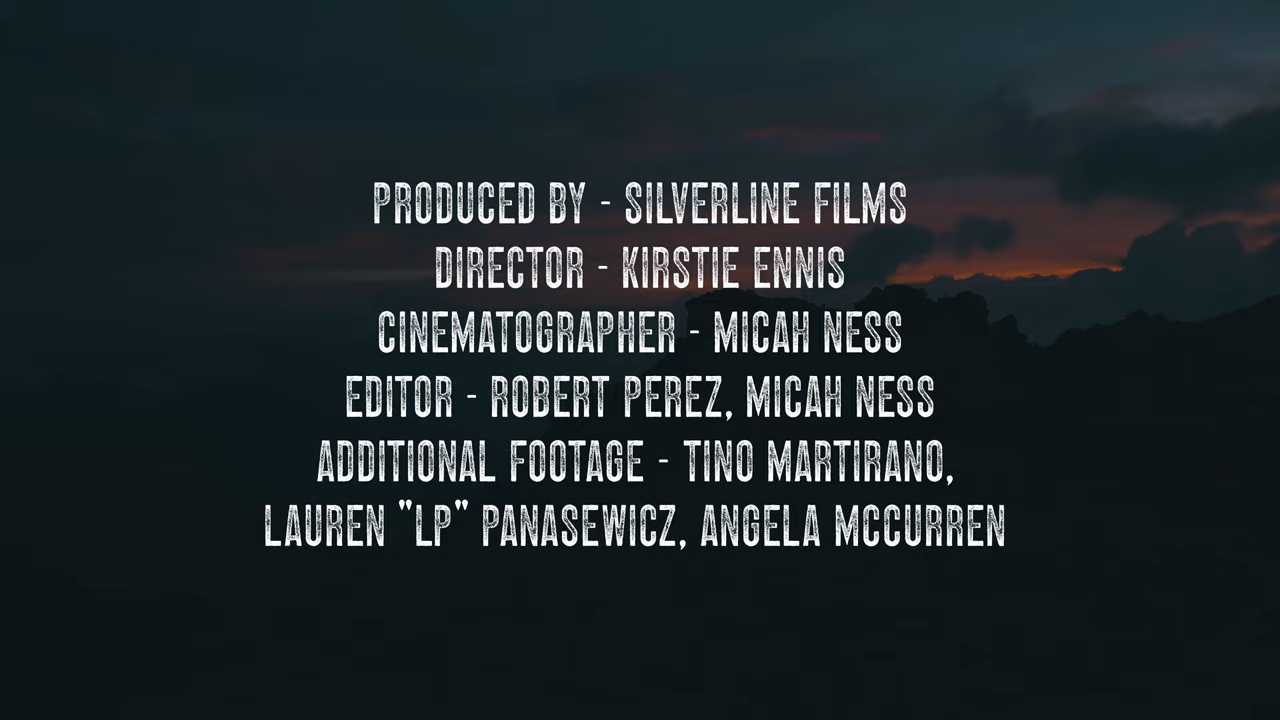 PRODUCED BY - SILVERLINE FILMS
DIRECTOR - KIRSTIE ENNIS
CINEMATOGRAPHER - MICAH NESS
EDITOR - ROBERT PEREZ, MICAH NESS
ADDITIONAL FOOTAGE - TINO MARTIRANO,
LAUREN "LP" PANASEWICZ, ANGELA MCCURREN